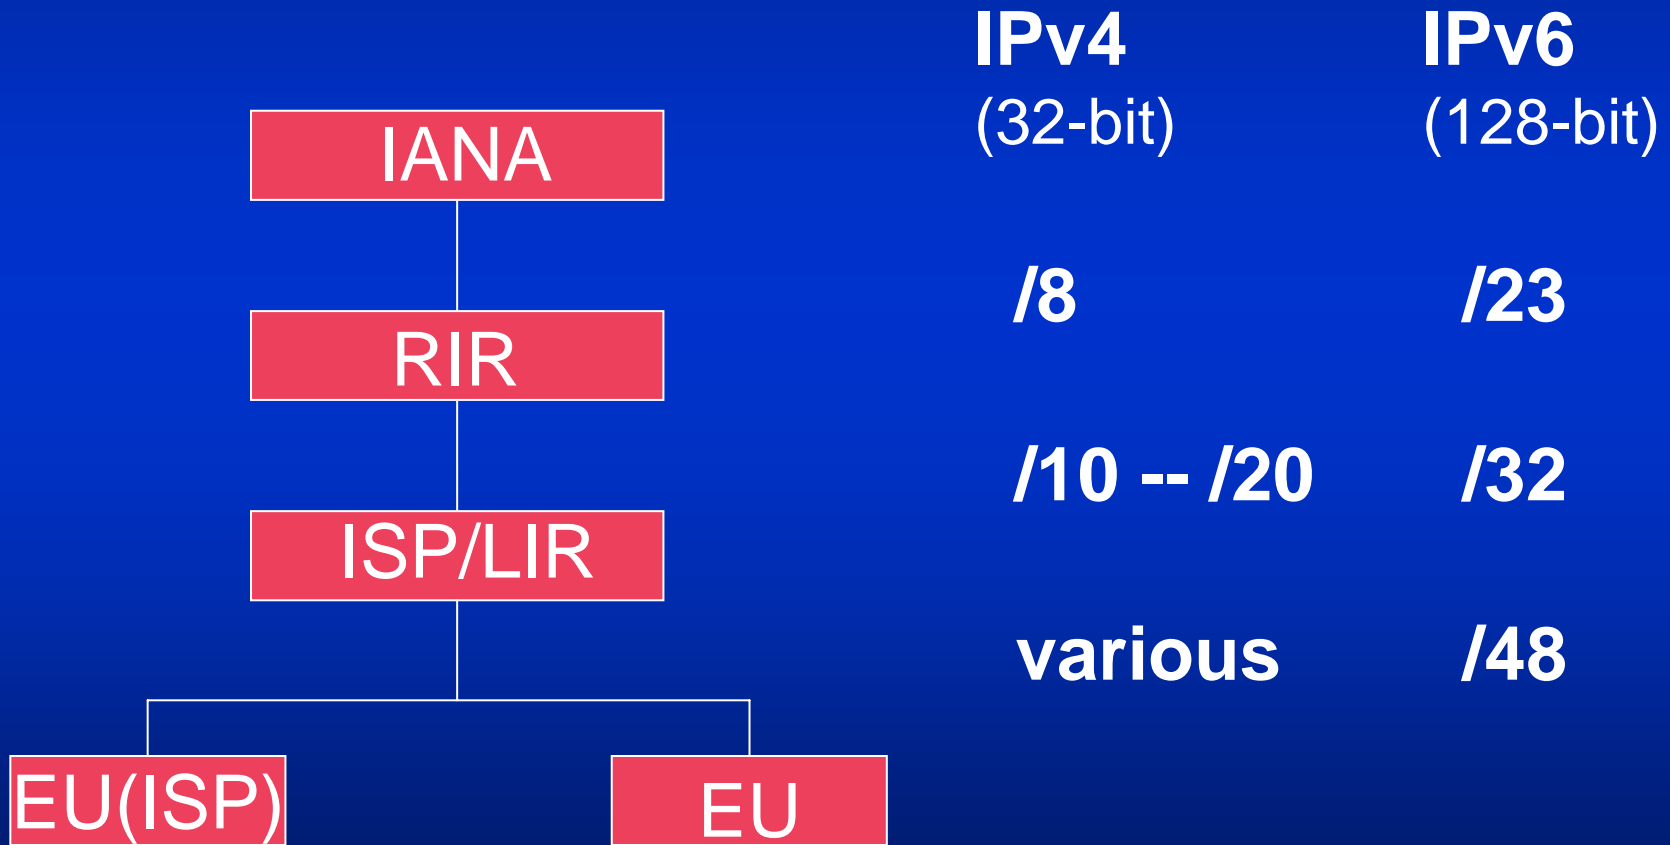 IPv4 IPv6
(32-bit) (128-bit)
IANA
/8 /23
RIR
/10 -- /20 /32
ISP/LIR
various /48
EU(ISP) EU